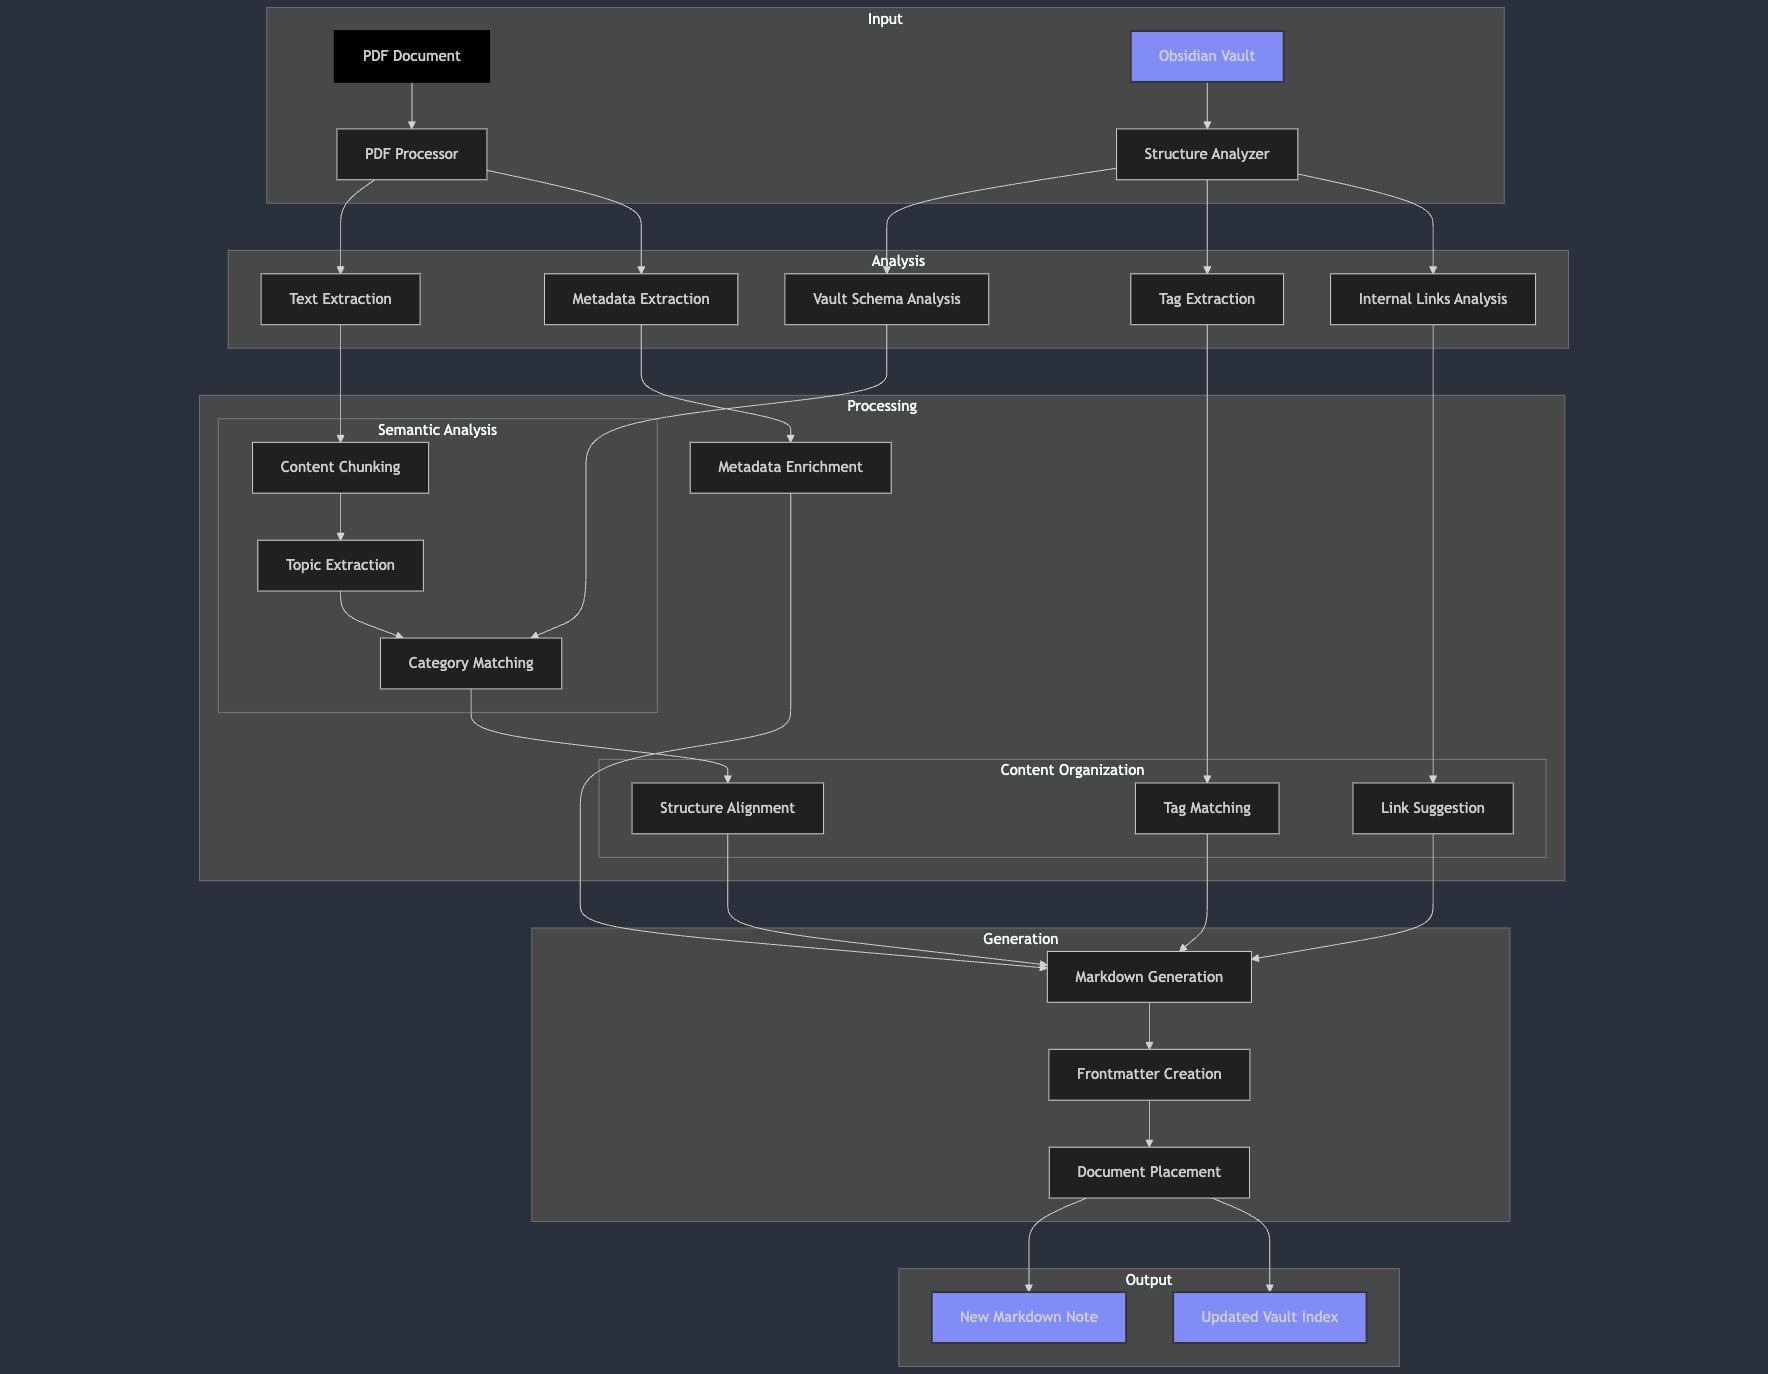 Input
PDF Document
Obsidian Vault
PDF Processor
Structure Analyzer
Analysis
Text Extraction
Metadata Extraction
Vault Schema Analysis
Tag Extraction
Internal Links Analysis
Processing
Semantic Analysis
Content Chunking
Metadata Enrichment
Topic Extraction
Category Matching
Content Organization
Structure Alignment
Tag Matching
Link Suggestion
Generation
Markdown Generation
Frontmatter Creation
Document Placement
Output
New Markdown Note
Updated Vault Index